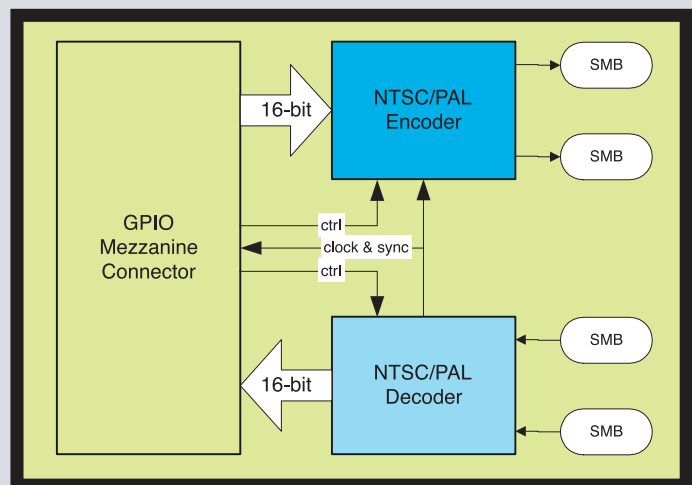 16-bit
NTSC/PAL
Encoder
SMB
SMB
GPIO
Mezzanine
Connector
ctrl
clock & sync
ctrl
16-bit
NTSC/PAL
Decoder
SMB
SMB